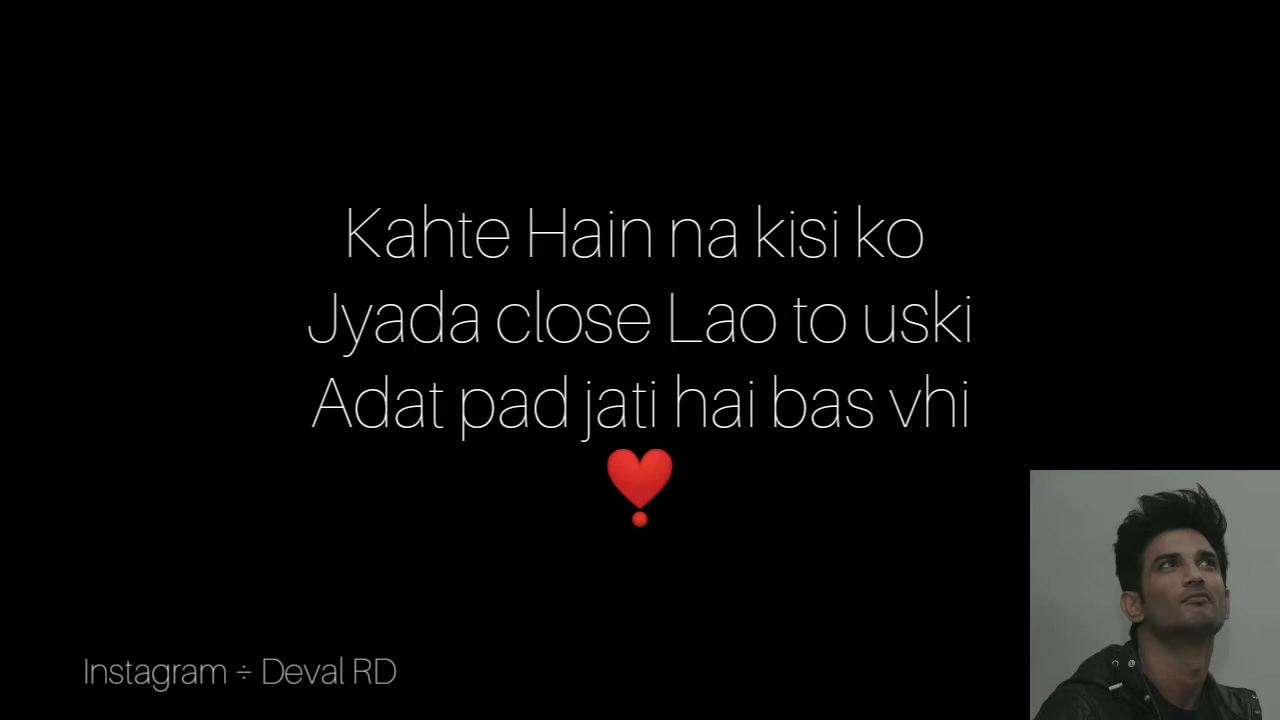 Kahte Hain na kisi ko
Jyada close Lao to uski
Adat pad jati hai bas vhi
❣️
Instagram ÷ Deval RD